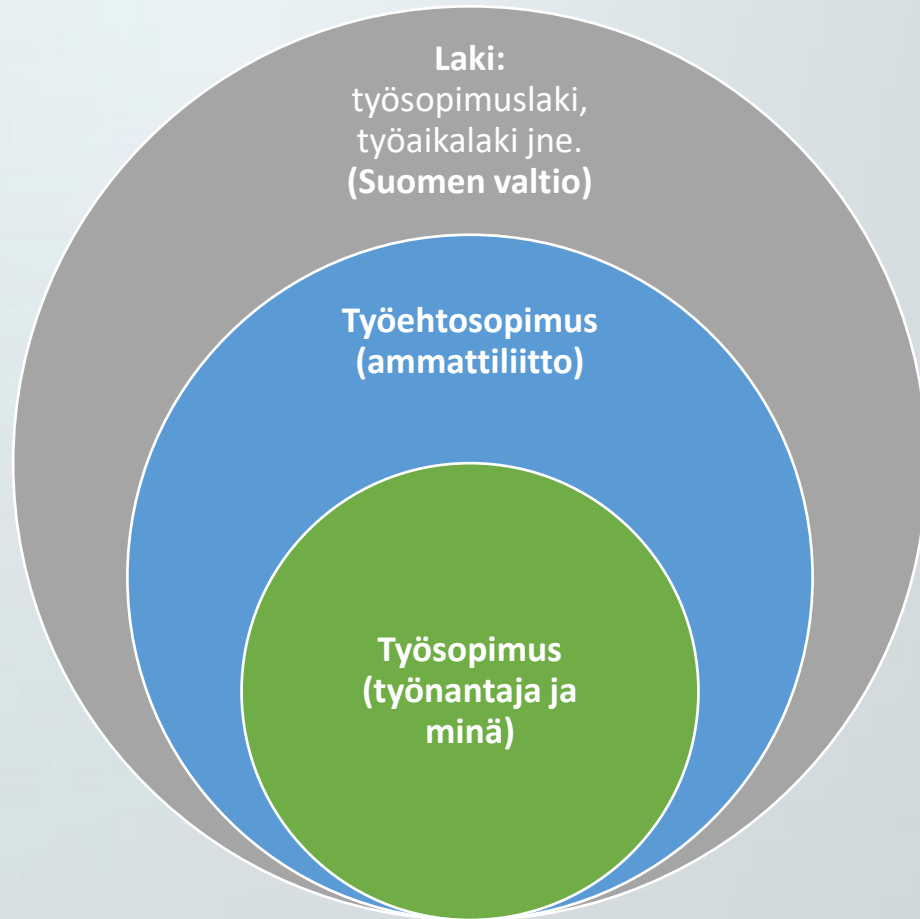 Laki:
työsopimuslaki,
työaikalaki jne.
(Suomen valtio)
Työehtosopimus
(ammattiliitto)
Työsopimus
(työnantaja ja
minä)